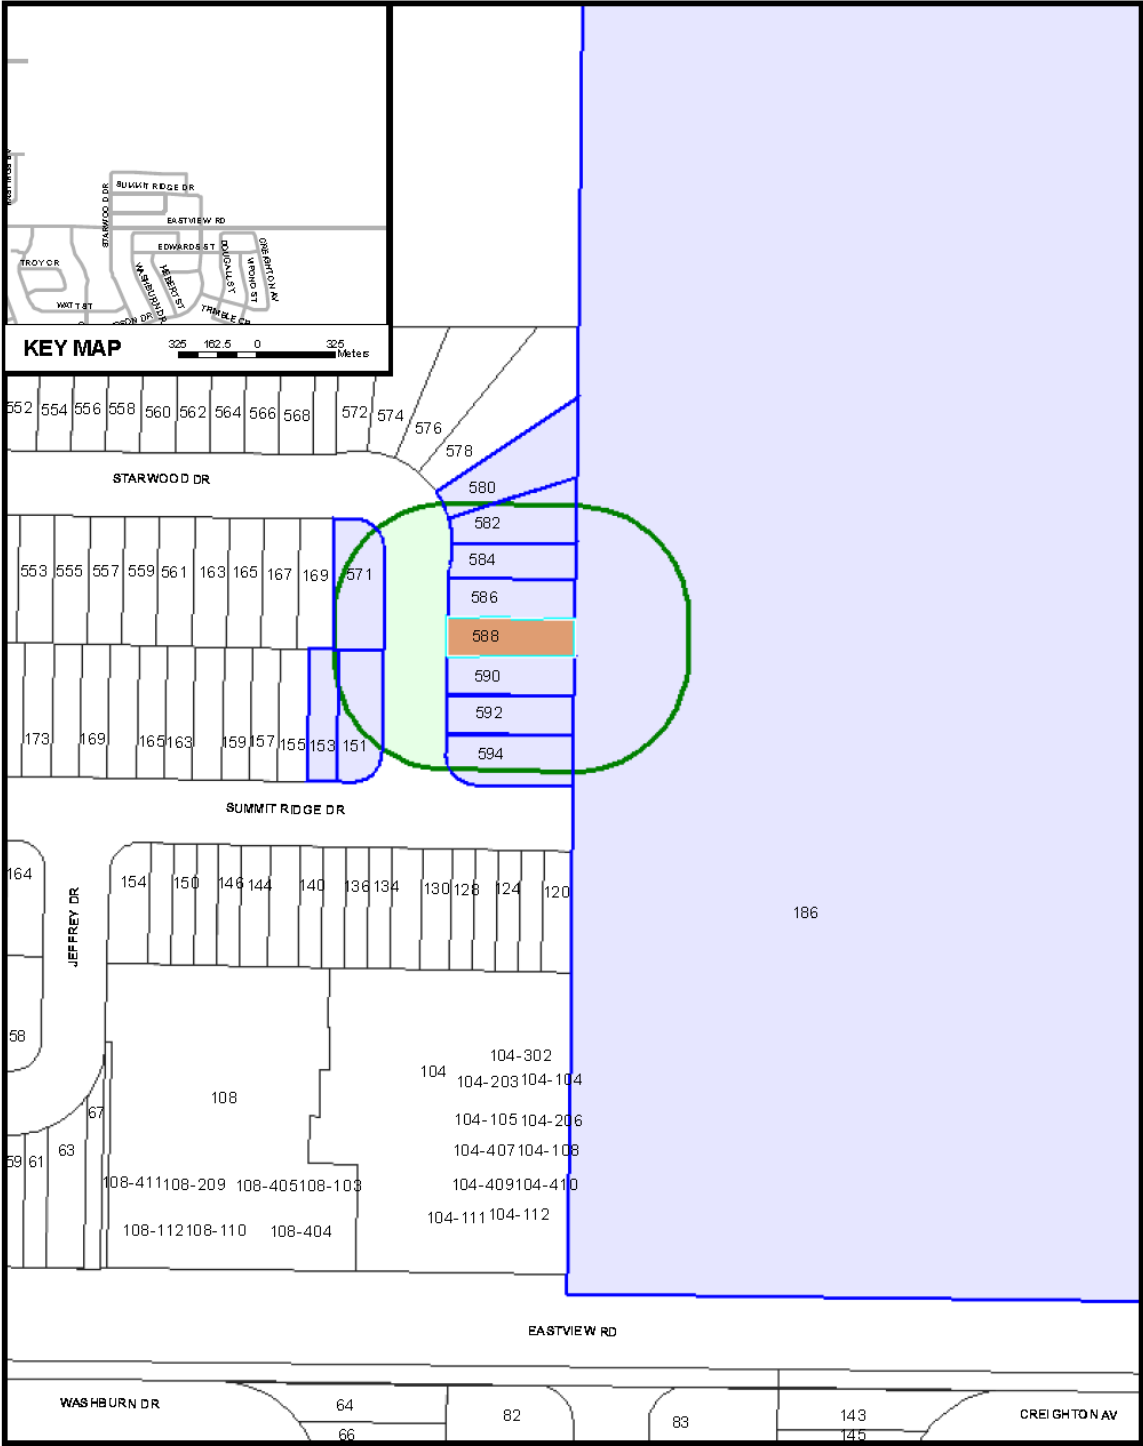 SUMMIT RIDGE DR
STARWOOD DR
EASTVIEW RD
EDWARDS ST
TROY CR
WASHBURN DR
HEBERT ST
DOUGALL ST
CREIGHTON AV
WATT ST
TRIMBLE CR
KEY MAP
325 162.5 0 325
Meters
552 554 556 558 560 562 564 566 568 572 574
576
578
STARWOOD DR
580
582
584
553 555 557 559 561 163 165 167 169 571
586
588
590
592
173 169 165 163 159 157 155 153 151
594
SUMMIT RIDGE DR
164 154 150 146 144 140 136 134 130 128 124 120
JEFFREY DR
186
58
104-302
104
104-203 104-104
108
67
104-105 104-206
63
104-407 104-108
59 61
108-411 108-209 108-405 108-103
104-409 104-410
104-111 104-112
108-112 108-110 108-404
EASTVIEW RD
WASHBURN DR
64
82
83
143
CREIGHTON AV
66
145